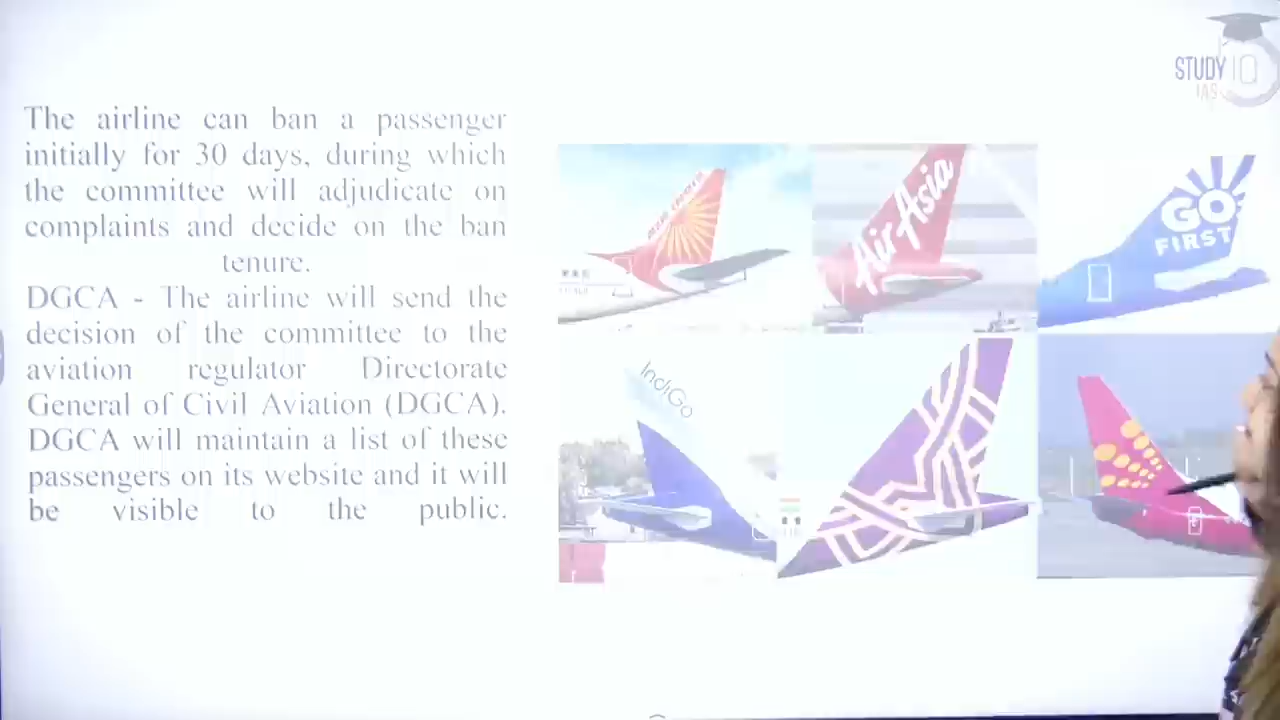 STUDY IQ
IAS
The airline can ban a passenger
initially for 30 days, during which
the committee will adjudicate on
complaints and decide on the ban
tenure.
DGCA - The airline will send the
decision of the committee to the
aviation regulator Directorate
General of Civil Aviation (DGCA).
DGCA will maintain a list of these
passengers on its website and it will
be visible to the public.
AirAsia
GO
FIRST
IndiGo